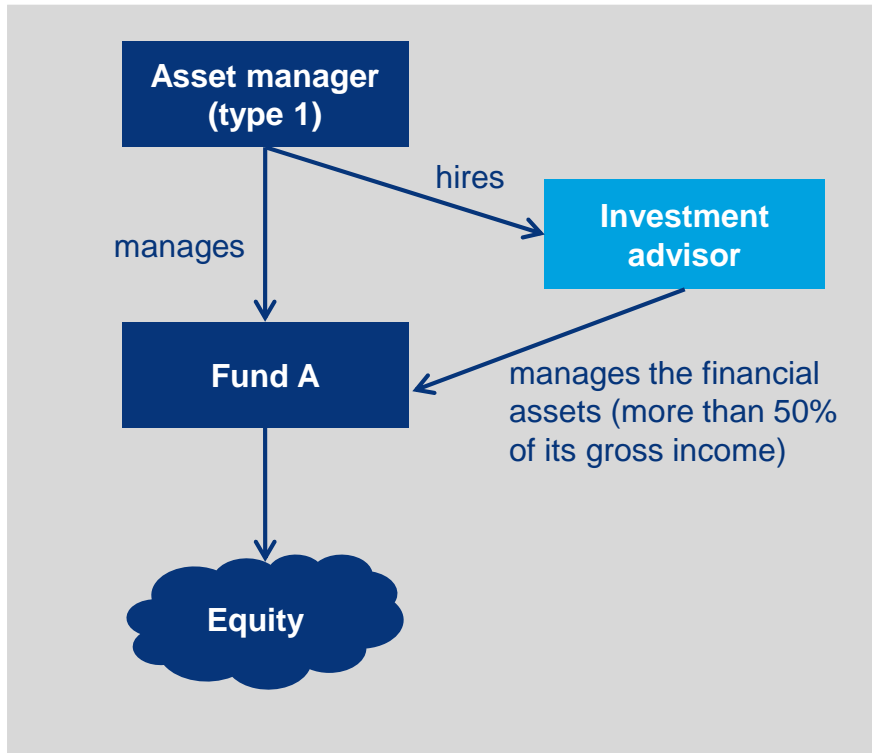 Asset manager
(type 1)
hires
Investment
advisor
manages
Fund A
manages the financial
assets (more than 50%
of its gross income)
Equity